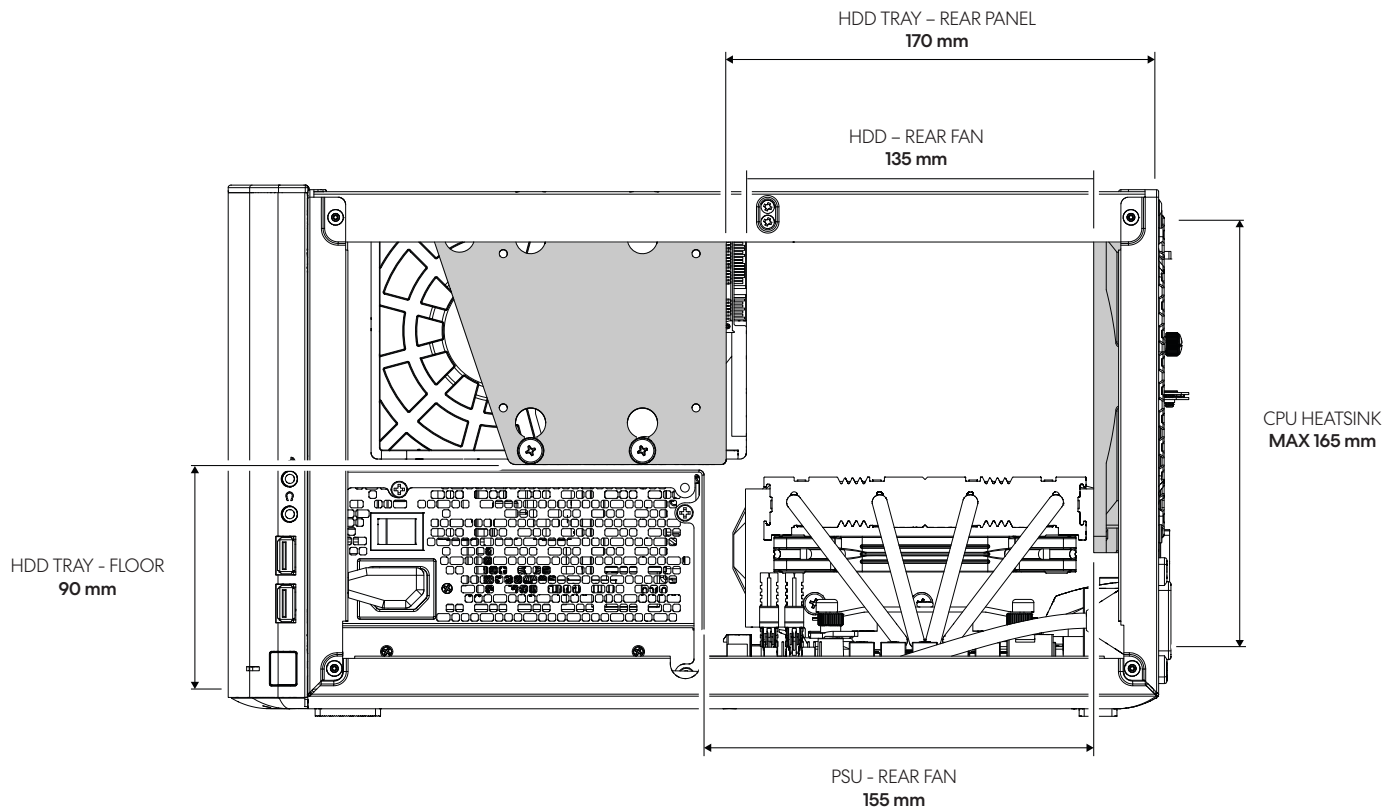 HDD TRAY – REAR PANEL
170 mm
HDD – REAR FAN
135 mm
CPU HEATSINK
MAX 165 mm
HDD TRAY - FLOOR
90 mm
PSU - REAR FAN
155 mm